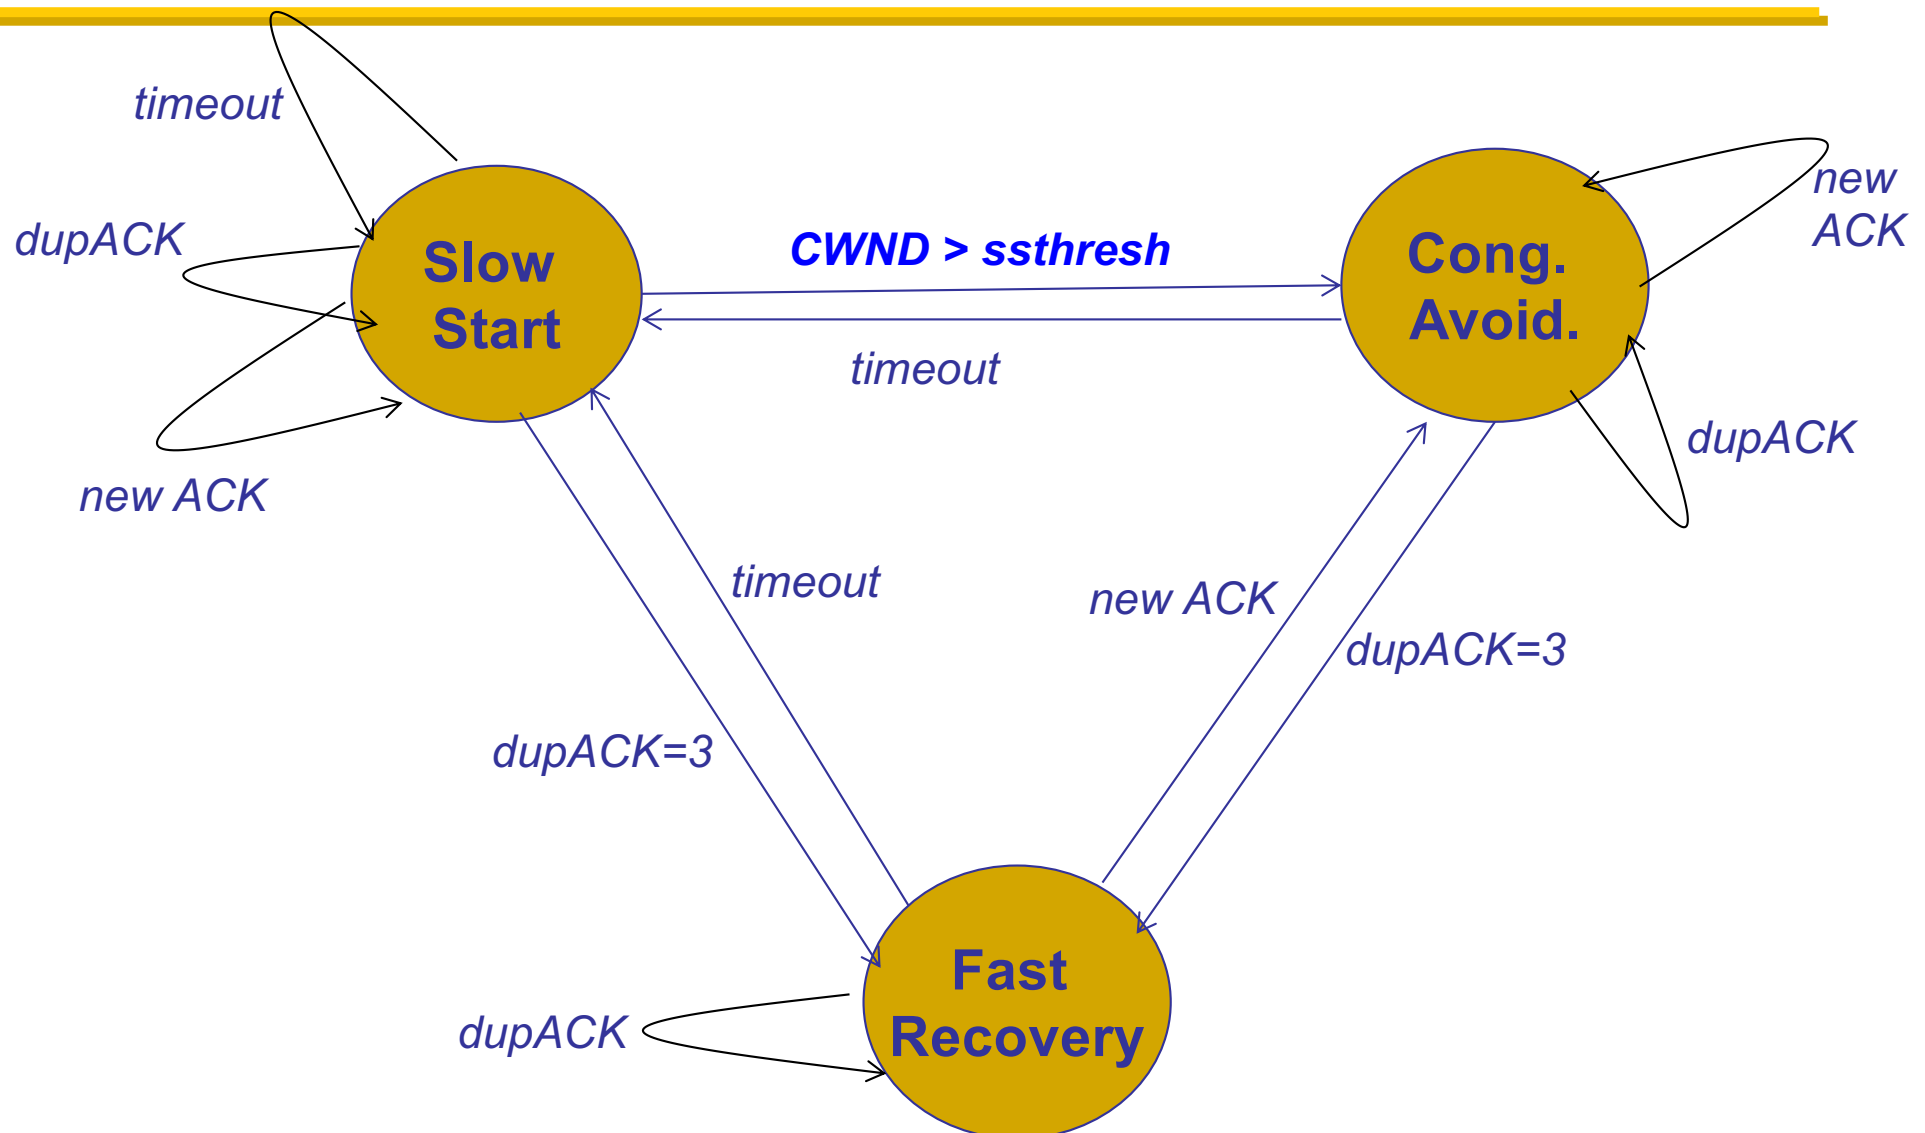 timeout
dupACK
Slow
Start
new ACK
CWND > ssthresh
timeout
Cong.
Avoid.
new
ACK
dupACK
timeout
new ACK
dupACK=3
dupACK=3
dupACK
Fast
Recovery